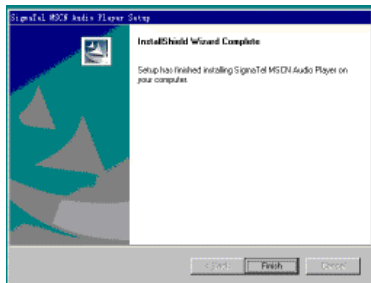 SigmaTel MSCN Audio Player Setup
InstallShield Wizard Complete
Setup has finished installing SigmaTel MSCN Audio Player on
your computer.
< Back
Finish
Cancel